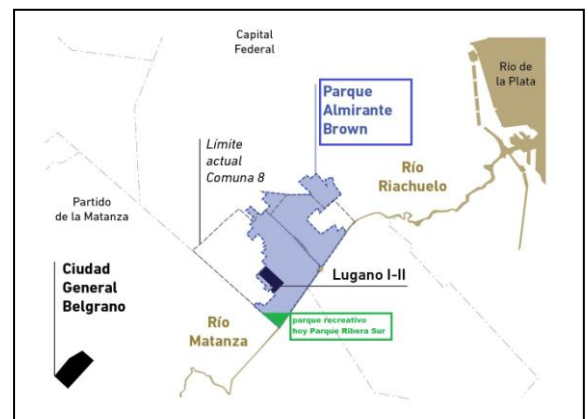 Capital
Federal
Río de
la Plata
Parque
Almirante
Brown
Límite
actual
Comuna 8
Río
Riachuelo
Partido
de la Matanza
Ciudad
General
Belgrano
Lugano I-II
Río
Matanza
parque recreativo
hoy Parque Ribera Sur